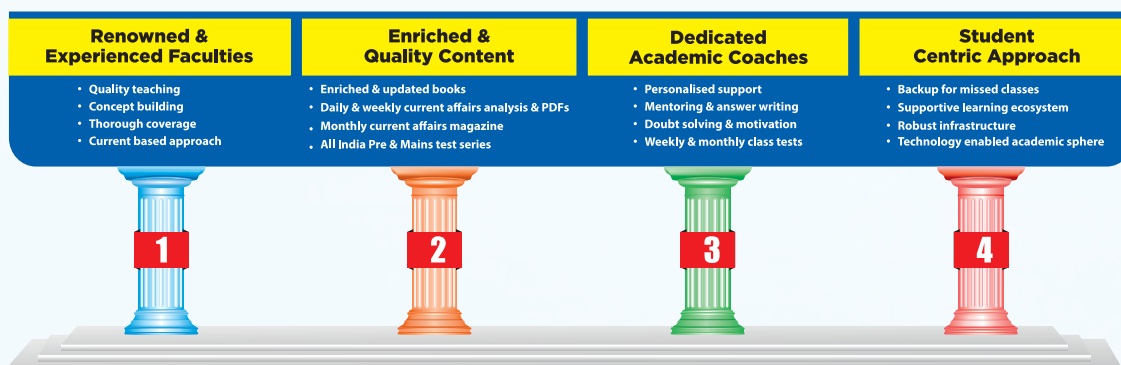 Renowned &
Experienced Faculties
• Quality teaching
• Concept building
• Thorough coverage
• Current based approach
1
Enriched &
Quality Content
• Enriched & updated books
• Daily & weekly current affairs analysis & PDFs
• Monthly current affairs magazine
• All India Pre & Mains test series
2
Dedicated
Academic Coaches
• Personalised support
• Mentoring & answer writing
• Doubt solving & motivation
• Weekly & monthly class tests
3
Student
Centric Approach
• Backup for missed classes
• Supportive learning ecosystem
• Robust infrastructure
• Technology enabled academic sphere
4